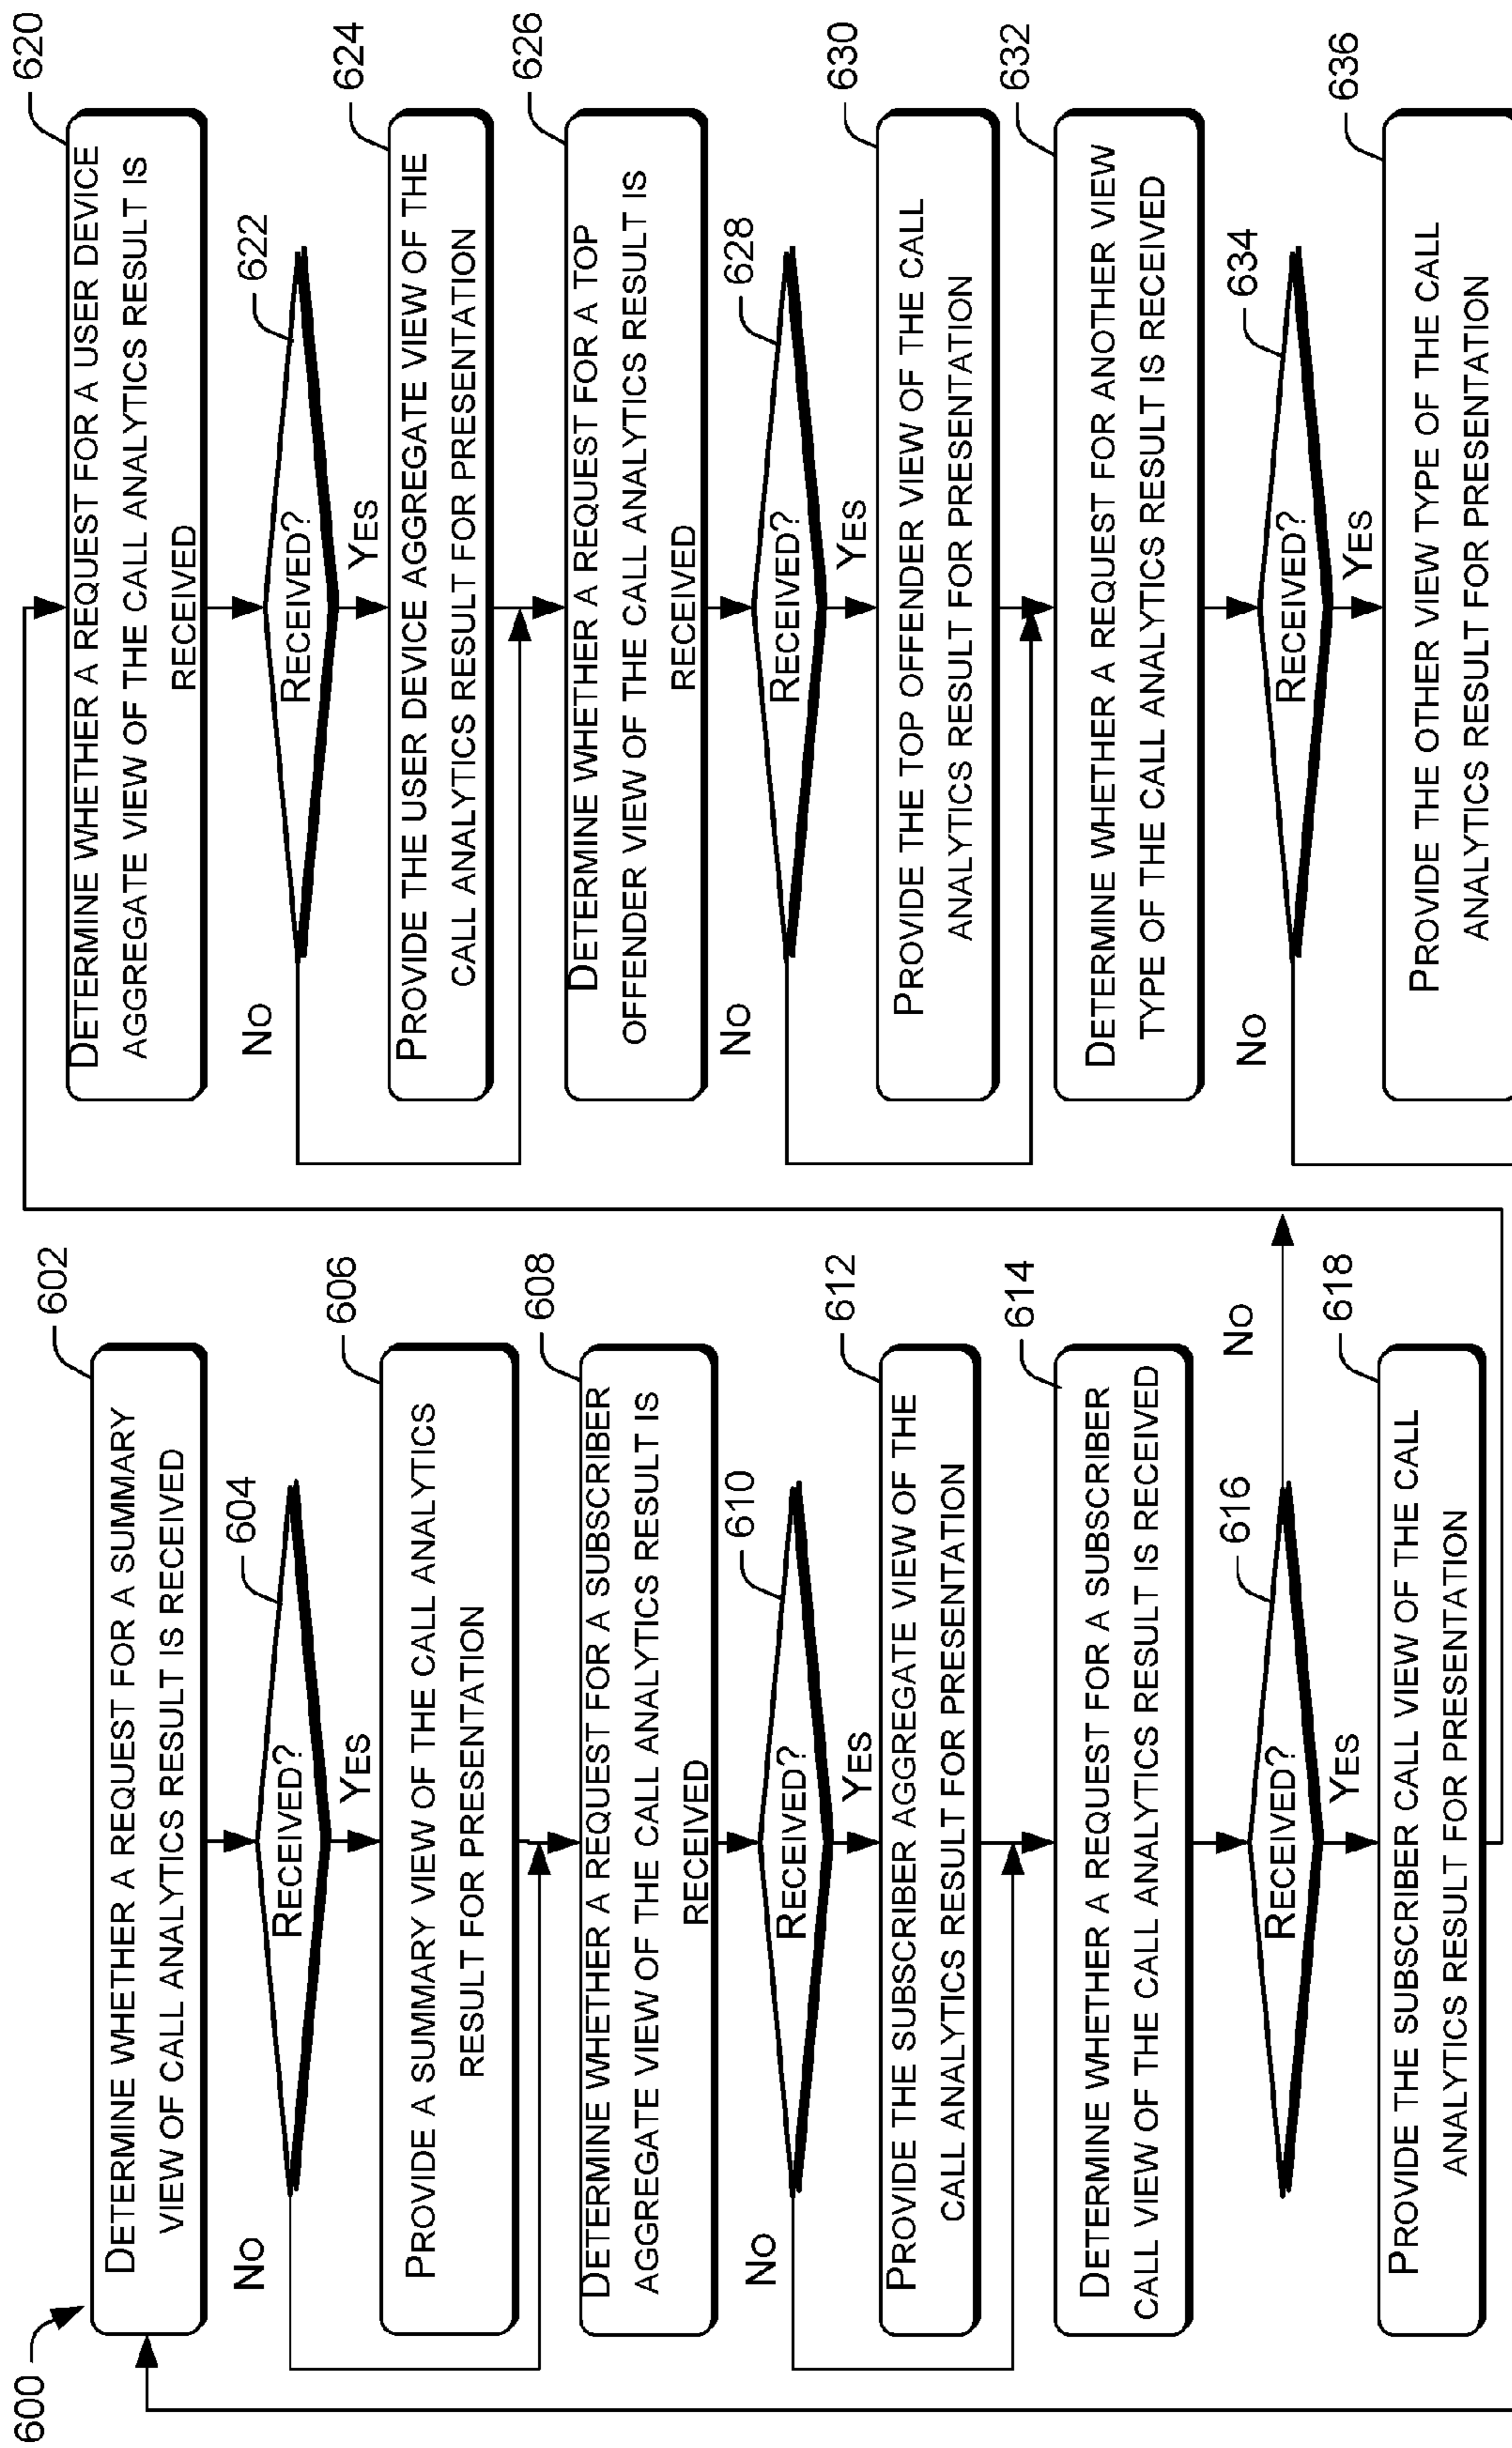 600
602
DETERMINE WHETHER A REQUEST FOR A SUMMARY
VIEW OF CALL ANALYTICS RESULT IS RECEIVED
604
RECEIVED?
NO
YES
606
PROVIDE A SUMMARY VIEW OF THE CALL ANALYTICS
RESULT FOR PRESENTATION
608
DETERMINE WHETHER A REQUEST FOR A SUBSCRIBER
AGGREGATE VIEW OF THE CALL ANALYTICS RESULT IS
RECEIVED
610
RECEIVED?
NO
YES
612
PROVIDE THE SUBSCRIBER AGGREGATE VIEW OF THE
CALL ANALYTICS RESULT FOR PRESENTATION
614
DETERMINE WHETHER A REQUEST FOR A SUBSCRIBER
CALL VIEW OF THE CALL ANALYTICS RESULT IS RECEIVED
616
RECEIVED?
NO
YES
618
PROVIDE THE SUBSCRIBER CALL VIEW OF THE CALL
ANALYTICS RESULT FOR PRESENTATION
620
DETERMINE WHETHER A REQUEST FOR A USER DEVICE
AGGREGATE VIEW OF THE CALL ANALYTICS RESULT IS
RECEIVED
622
RECEIVED?
NO
YES
624
PROVIDE THE USER DEVICE AGGREGATE VIEW OF THE
CALL ANALYTICS RESULT FOR PRESENTATION
626
DETERMINE WHETHER A REQUEST FOR A TOP
OFFENDER VIEW OF THE CALL ANALYTICS RESULT IS
RECEIVED
628
RECEIVED?
NO
YES
630
PROVIDE THE TOP OFFENDER VIEW OF THE CALL
ANALYTICS RESULT FOR PRESENTATION
632
DETERMINE WHETHER A REQUEST FOR ANOTHER VIEW
TYPE OF THE CALL ANALYTICS RESULT IS RECEIVED
634
RECEIVED?
NO
YES
636
PROVIDE THE OTHER VIEW TYPE OF THE CALL
ANALYTICS RESULT FOR PRESENTATION